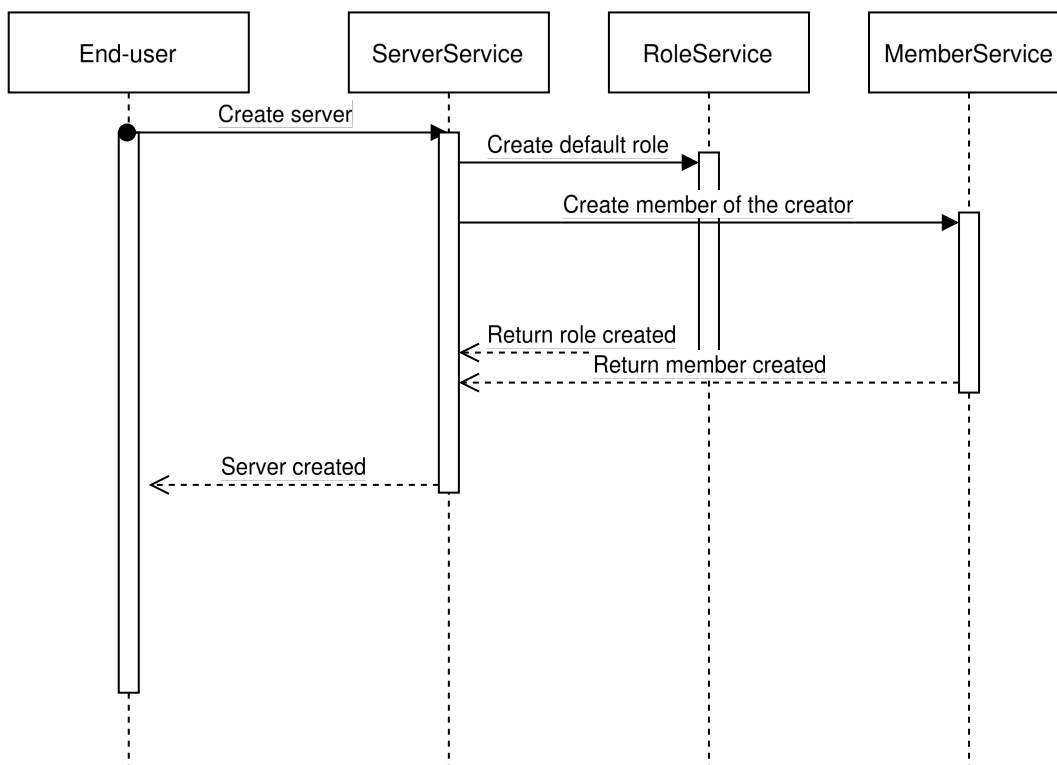 End-user
ServerService
RoleService
MemberService
Create server
Create default role
Create member of the creator
Return role created
Return member created
Server created